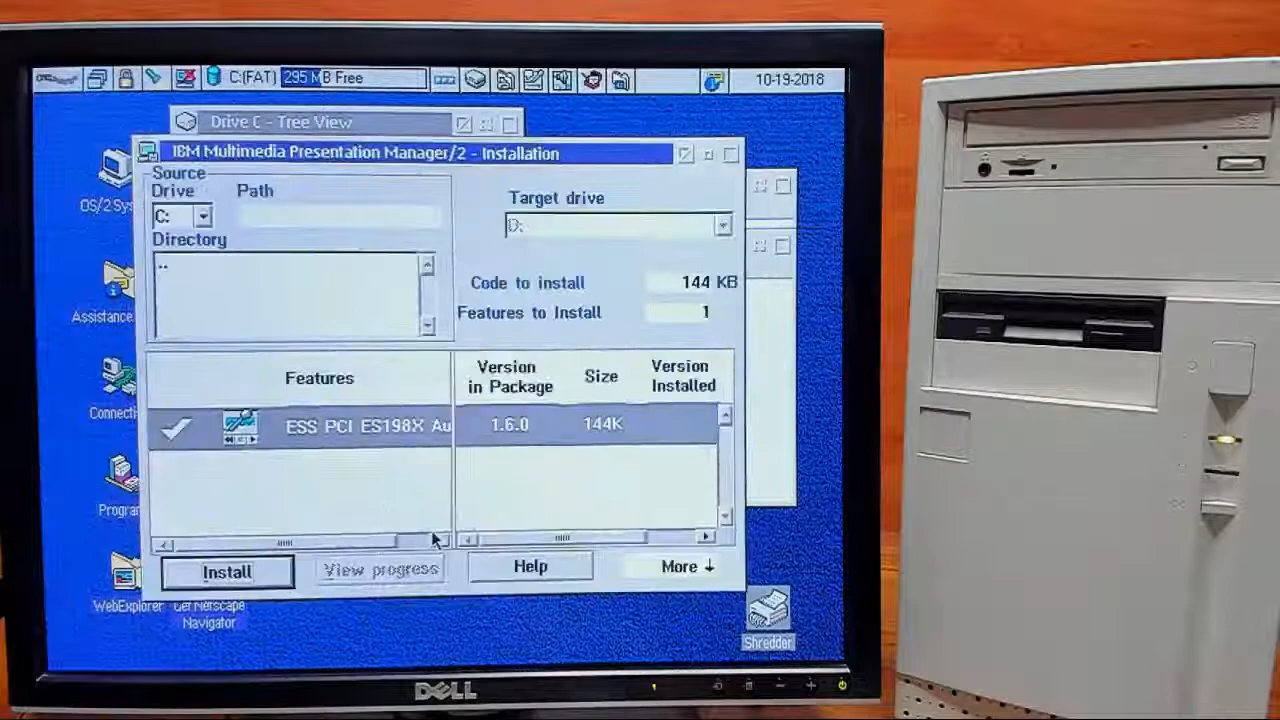 C:(FAT) 295 MB Free
10-19-2018
Drive C - Tree View
IBM Multimedia Presentation Manager/2 - Installation
Source
Drive Path
C:
Directory
..
Target drive
D:
Code to install 144 KB
Features to Install 1
Features
Version in Package
Size
Version Installed
ESS PCI ES198X Au
1.6.0
144K
Install
View progress
Help
More
OS/2 Sys
Assistance
Connecti
Program
WebExplorer
Get Netscape
Navigator
Shredder
DELL